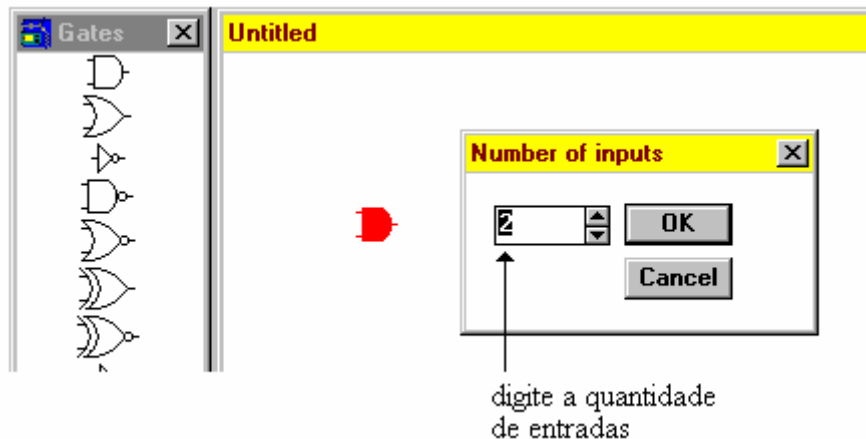 Gates
Untitled
Number of inputs
2
OK
Cancel
digite a quantidade
de entradas